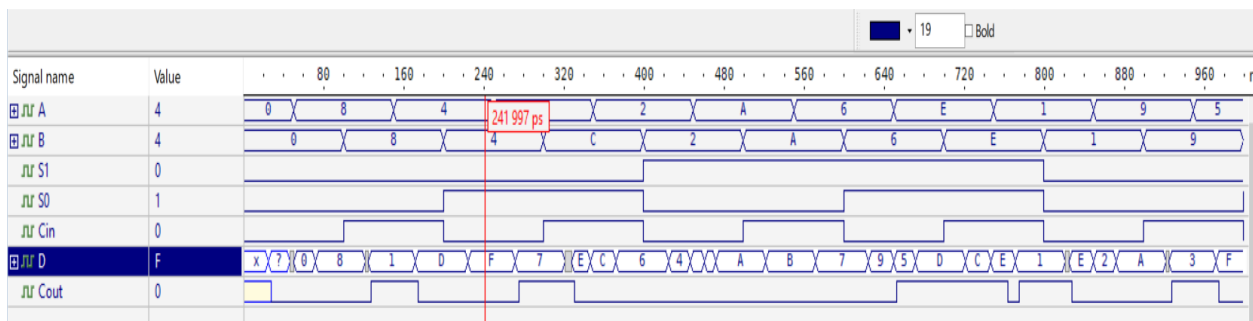 19 Bold
Signal name Value 80 160 240 320 400 480 560 640 720 800 880 960
A 4 0 8 4 2 A 6 E 1 9 5
241 997 ps
B 4 0 8 4 C 2 A 6 E 1 9
S1 0
S0 1
Cin 0
D F x ? 0 8 1 D F 7 E C 6 4 A B 7 9 5 D C E 1 E 2 A 3 F
Cout 0